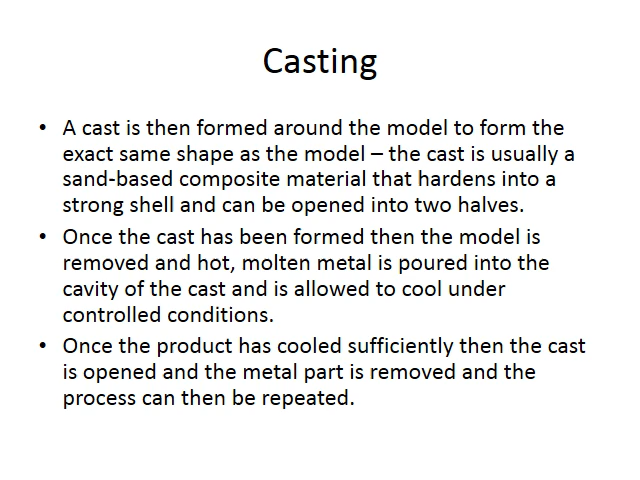 Casting
• A cast is then formed around the model to form the
exact same shape as the model – the cast is usually a
sand-based composite material that hardens into a
strong shell and can be opened into two halves.
• Once the cast has been formed then the model is
removed and hot, molten metal is poured into the
cavity of the cast and is allowed to cool under
controlled conditions.
• Once the product has cooled sufficiently then the cast
is opened and the metal part is removed and the
process can then be repeated.